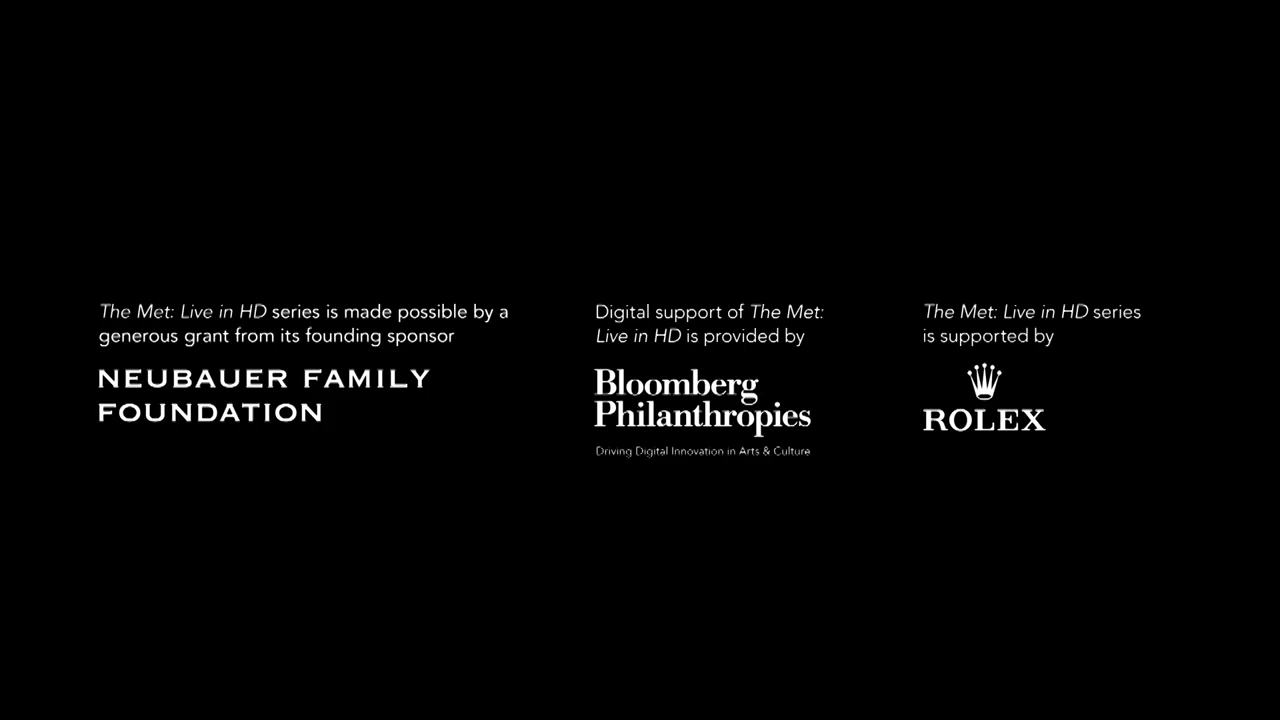 The Met: Live in HD series is made possible by a
generous grant from its founding sponsor
NEUBAUER FAMILY
FOUNDATION
Digital support of The Met:
Live in HD is provided by
Bloomberg
Philanthropies
Driving Digital Innovation in Arts & Culture
The Met: Live in HD series
is supported by
ROLEX